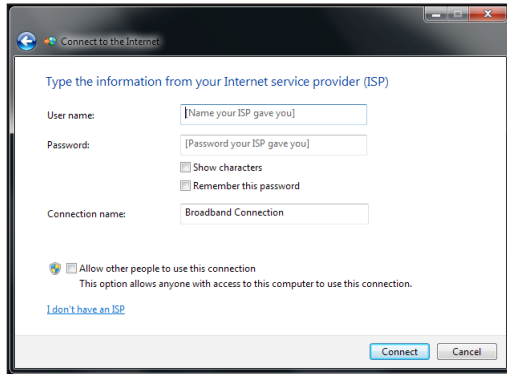 Connect to the Internet
Type the information from your Internet service provider (ISP)
User name:
[Name your ISP gave you]
Password:
[Password your ISP gave you]
Show characters
Remember this password
Connection name:
Broadband Connection
Allow other people to use this connection
This option allows anyone with access to this computer to use this connection.
I don't have an ISP
Connect
Cancel